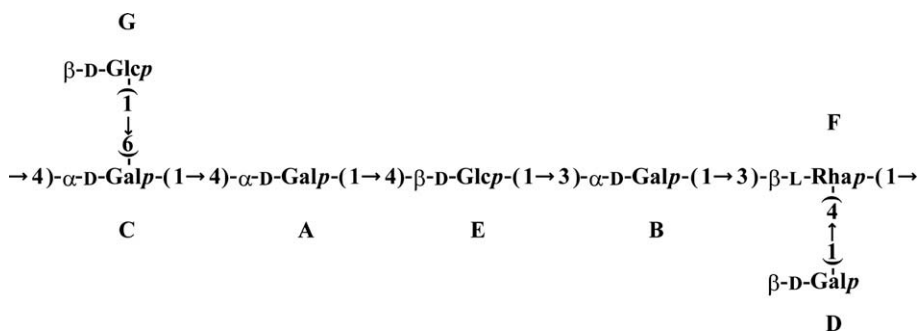 G
β-D-Glcp
(1
↓
6)
F
→4)-α-D-Galp-(1→4)-α-D-Galp-(1→4)-β-D-Glcp-(1→3)-α-D-Galp-(1→3)-β-L-Rhap-(1→
4)
C A E B
↑
(1
β-D-Galp
D